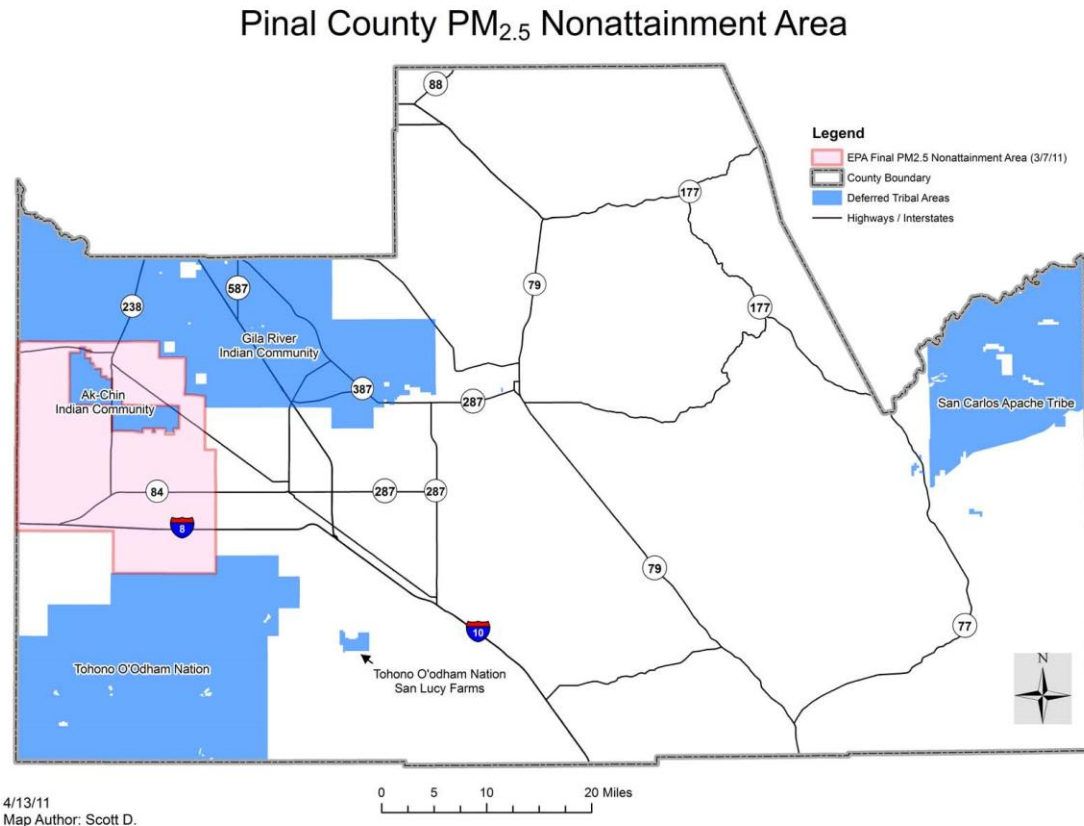 Pinal County PM2.5 Nonattainment Area
88
Legend
EPA Final PM2.5 Nonattainment Area (3/7/11)
County Boundary
Deferred Tribal Areas
Highways / Interstates
177
79
587
238
177
Gila River
Indian Community
387
287
Ak-Chin
Indian Community
San Carlos Apache Tribe
84
287
287
8
79
77
10
Tohono O'Odham Nation
Tohono O'odham Nation
San Lucy Farms
N
0 5 10 20 Miles
4/13/11
Map Author: Scott D.